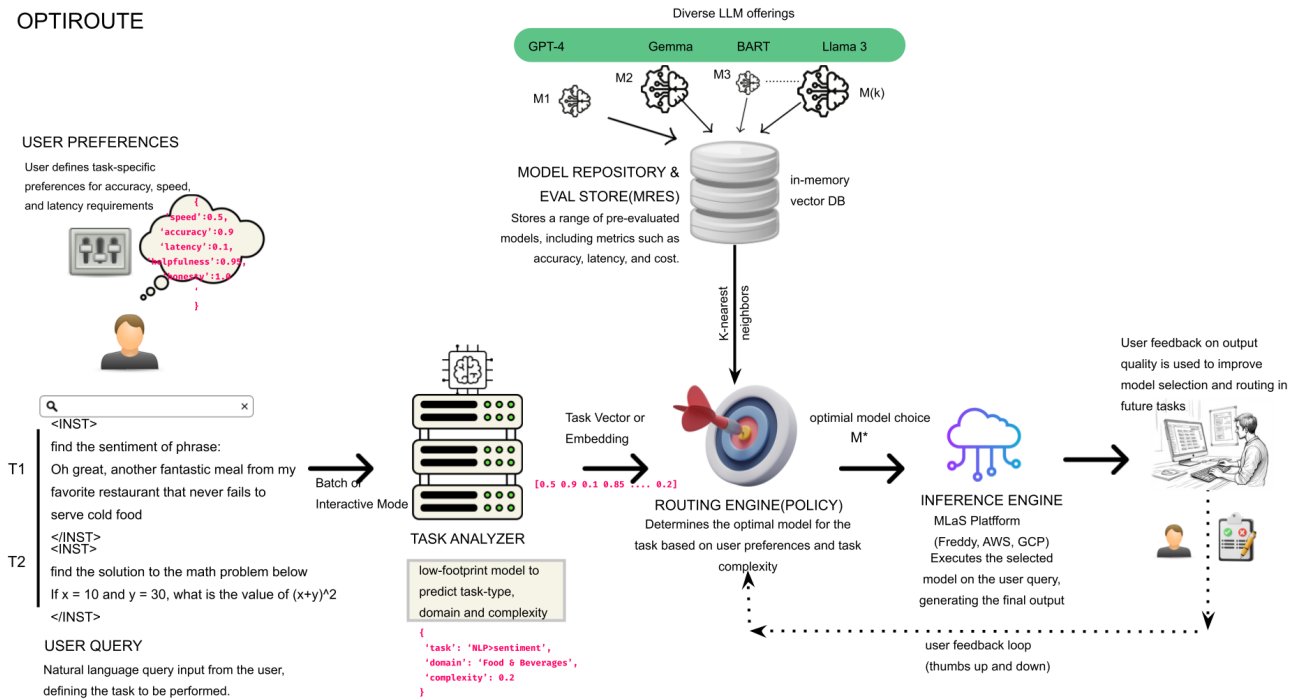 OPTIROUTE
Diverse LLM offerings
GPT-4 Gemma BART Llama 3
M1
M2
M3
............
M(k)
USER PREFERENCES
User defines task-specific
preferences for accuracy, speed,
and latency requirements
{
‘speed’:0.5,
‘accuracy’:0.9
‘latency’:0.1,
‘helpfulness’:0.95,
‘honesty’:1.0
‘
}
MODEL REPOSITORY &
EVAL STORE(MRES)
Stores a range of pre-evaluated
models, including metrics such as
accuracy, latency, and cost.
in-memory
vector DB
K-nearest
neighbors
T1
<INST>
find the sentiment of phrase:
Oh great, another fantastic meal from my
favorite restaurant that never fails to
serve cold food
</INST>
T2
<INST>
find the solution to the math problem below
If x = 10 and y = 30, what is the value of (x+y)^2
</INST>
USER QUERY
Natural language query input from the user,
defining the task to be performed.
Batch or
Interactive Mode
TASK ANALYZER
low-footprint model to
predict task-type,
domain and complexity
{
‘task’: ‘NLP>sentiment’,
‘domain’: ‘Food & Beverages’,
‘complexity’: 0.2
}
Task Vector or
Embedding
[0.5 0.9 0.1 0.85 .... 0.2]
ROUTING ENGINE(POLICY)
Determines the optimal model for the
task based on user preferences and task
complexity
optimial model choice
M*
INFERENCE ENGINE
MLaS Platfform
(Freddy, AWS, GCP)
Executes the selected
model on the user query,
generating the final output
User feedback on output
quality is used to improve
model selection and routing in
future tasks
user feedback loop
(thumbs up and down)